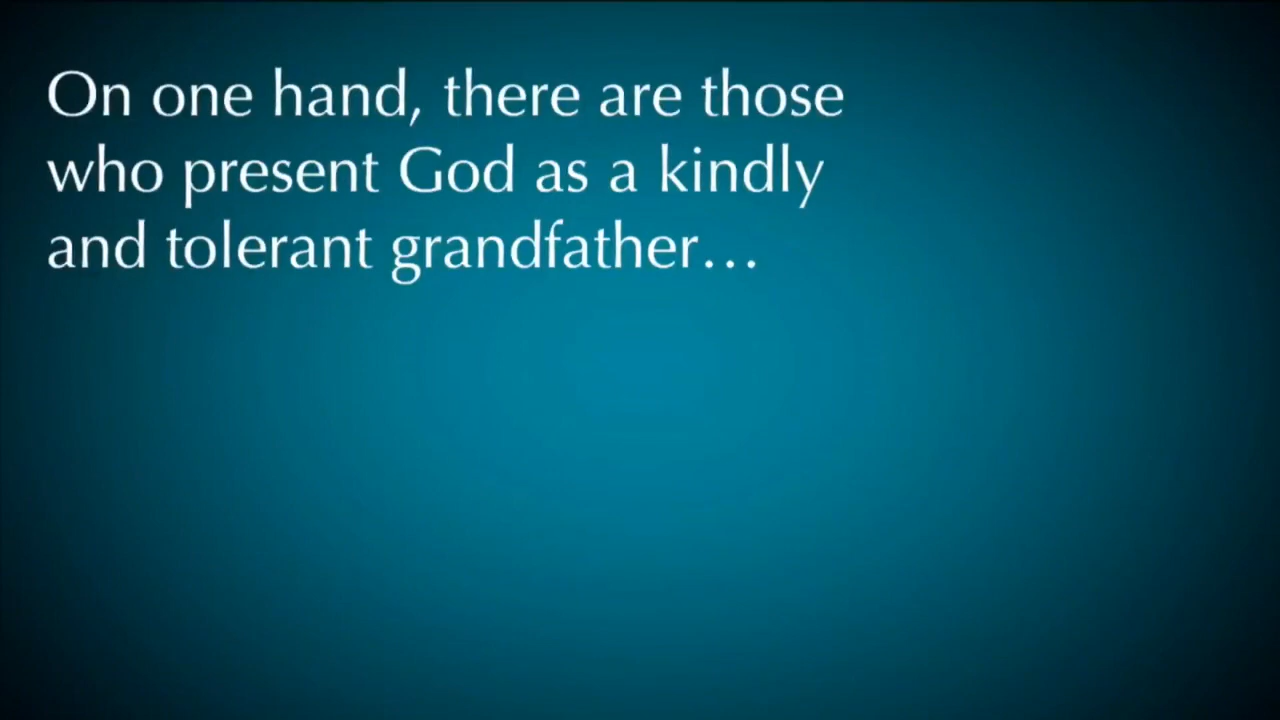 On one hand, there are those
who present God as a kindly
and tolerant grandfather…